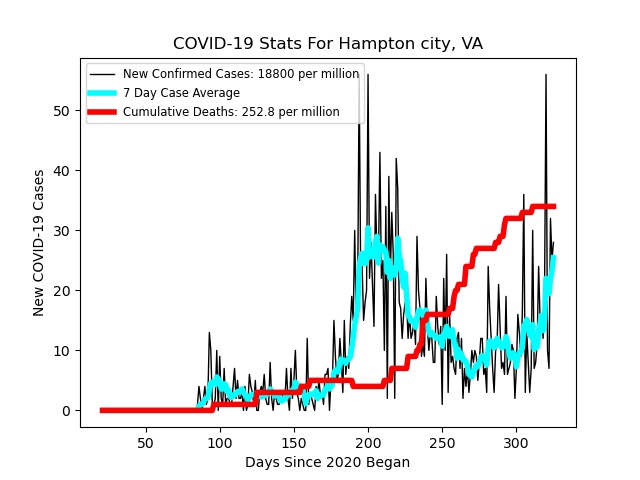 COVID-19 Stats For Hampton city, VA
New Confirmed Cases: 18800 per million
7 Day Case Average
Cumulative Deaths: 252.8 per million
New COVID-19 Cases
50
40
30
20
10
0
50 100 150 200 250 300
Days Since 2020 Began